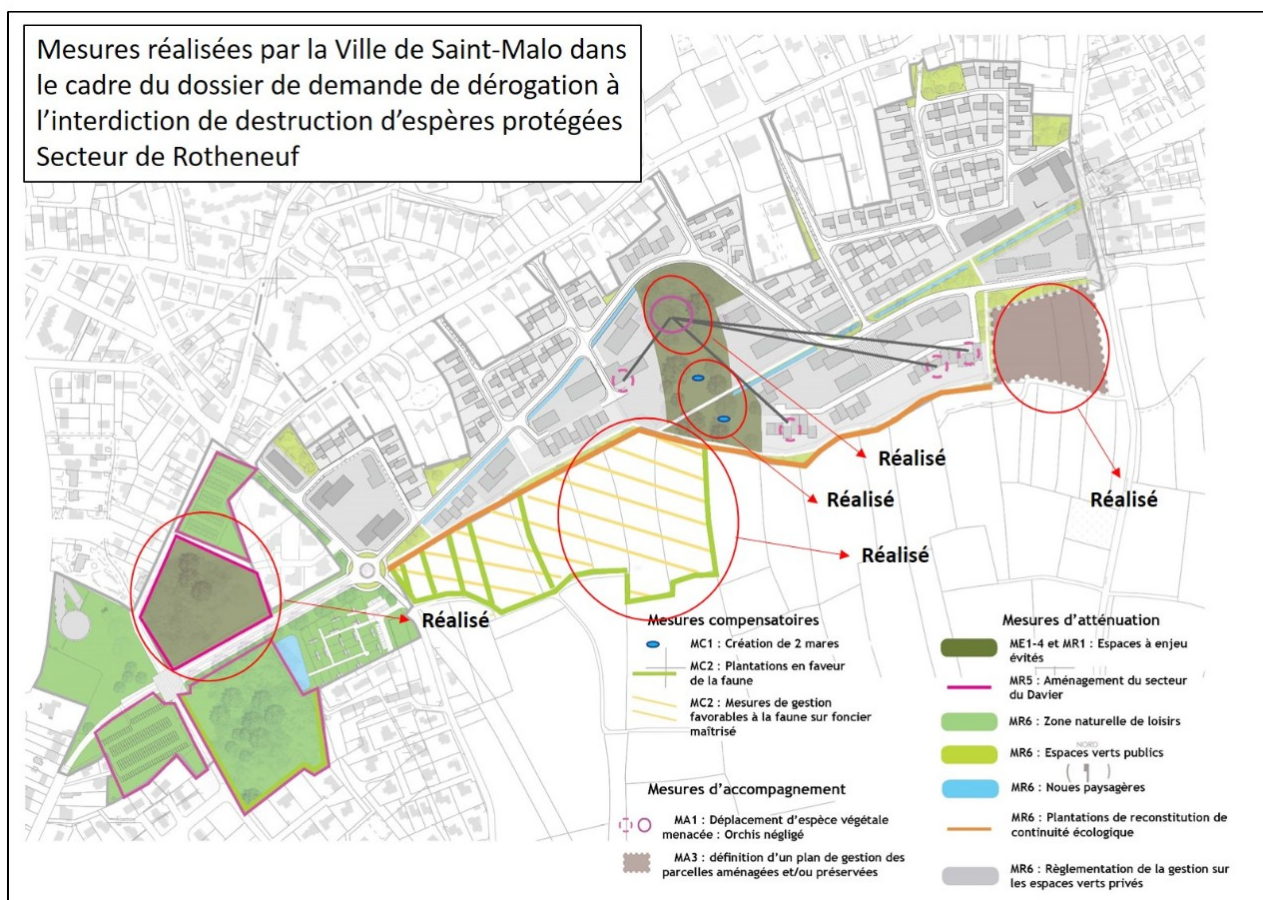 Mesures réalisées par la Ville de Saint-Malo dans
le cadre du dossier de demande de dérogation à
l’interdiction de destruction d’espères protégées
Secteur de Rotheneuf
Réalisé
Réalisé
Réalisé
Réalisé
Réalisé
Mesures compensatoires
MC1 : Création de 2 mares
MC2 : Plantations en faveur
de la faune
MC2 : Mesures de gestion
favorables à la faune sur foncier
maîtrisé
Mesures d’accompagnement
MA1 : Déplacement d’espèce végétale
menacée : Orchis négligé
MA3 : définition d’un plan de gestion des
parcelles aménagées et/ou préservées
Mesures d’atténuation
ME1-4 et MR1 : Espaces à enjeu
évités
MR5 : Aménagement du secteur
du Davier
MR6 : Zone naturelle de loisirs
MR6 : Espaces verts publics
NORD
MR6 : Noues paysagères
MR6 : Plantations de reconstitution de
continuité écologique
MR6 : Règlementation de la gestion sur
les espaces verts privés